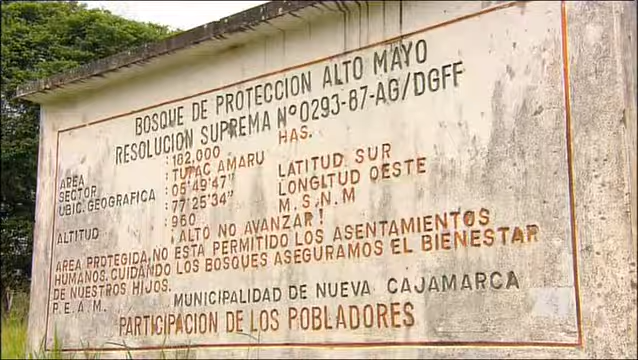 BOSQUE DE PROTECCION ALTO MAYO
RESOLUCION SUPREMA Nº0293-87-AG/DGFF
AREA : 182,000 HAS.
SECTOR : TUPAC AMARU
UBIC. GEOGRAFICA : 05°49'47" LATITUD SUR
: 77°25'34" LONGLTUD OESTE
ALTITUD : 960 M. S. N. M
¡ ALTO NO AVANZAR !
AREA PROTEGIDA, NO ESTA PERMITIDO LOS ASENTAMIENTOS
HUMANOS. CUIDANDO LOS BOSQUES ASEGURAMOS EL BIENESTAR
DE NUESTROS HIJOS.
P. E. A. M. MUNICIPALIDAD DE NUEVA CAJAMARCA
PARTICIPACION DE LOS POBLADORES